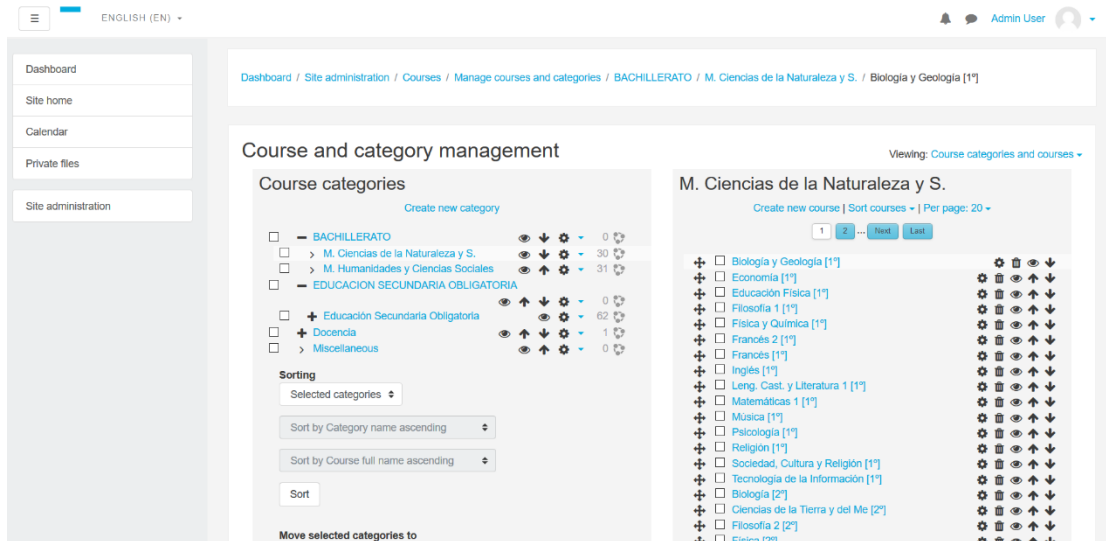 ENGLISH (EN)
Admin User
Dashboard
Site home
Calendar
Private files
Site administration
Dashboard / Site administration / Courses / Manage courses and categories / BACHILLERATO / M. Ciencias de la Naturaleza y S. / Biología y Geología [1º]
Course and category management
Viewing: Course categories and courses
Course categories
Create new category
BACHILLERATO 0
M. Ciencias de la Naturaleza y S. 30
M. Humanidades y Ciencias Sociales 31
EDUCACION SECUNDARIA OBLIGATORIA
0
Educación Secundaria Obligatoria 62
Docencia 1
Miscellaneous 0
Sorting
Selected categories
Sort by Category name ascending
Sort by Course full name ascending
Sort
Move selected categories to
M. Ciencias de la Naturaleza y S.
Create new course | Sort courses | Per page: 20
1 2 ... Next Last
Biología y Geología [1º]
Economía [1º]
Educación Física [1º]
Filosofía 1 [1º]
Física y Química [1º]
Francés 2 [1º]
Francés [1º]
Inglés [1º]
Leng. Cast. y Literatura 1 [1º]
Matemáticas 1 [1º]
Música [1º]
Psicología [1º]
Religión [1º]
Sociedad, Cultura y Religión [1º]
Tecnología de la Información [1º]
Biología [2º]
Ciencias de la Tierra y del Me [2º]
Filosofía 2 [2º]
Física [2º]